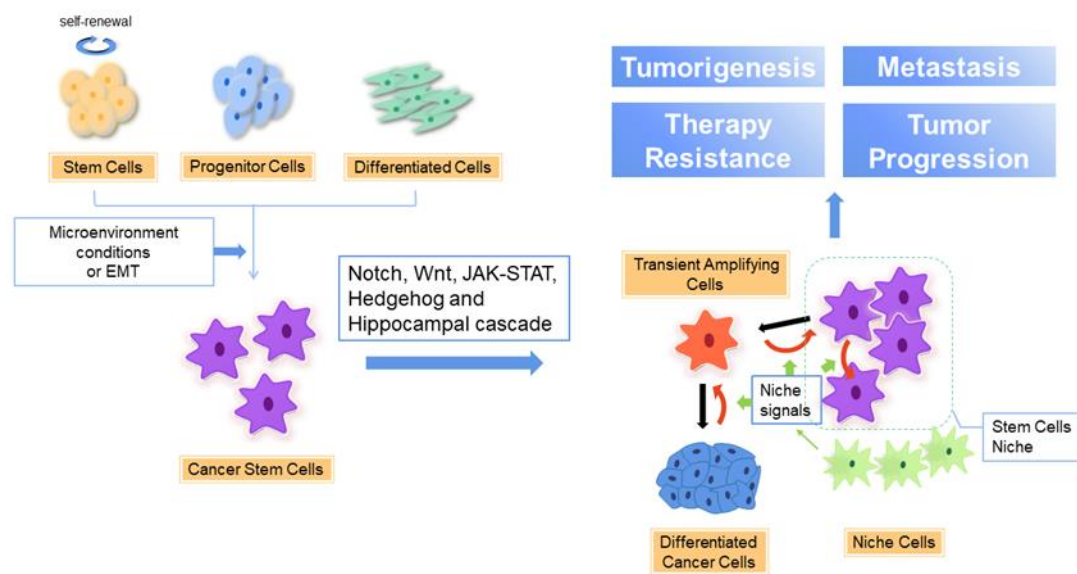 self-renewal
Stem Cells
Progenitor Cells
Differentiated Cells
Microenvironment
conditions
or EMT
Cancer Stem Cells
Notch, Wnt, JAK-STAT,
Hedgehog and
Hippocampal cascade
Tumorigenesis
Metastasis
Therapy
Resistance
Tumor
Progression
Transient Amplifying
Cells
Niche
signals
Stem Cells
Niche
Differentiated
Cancer Cells
Niche Cells